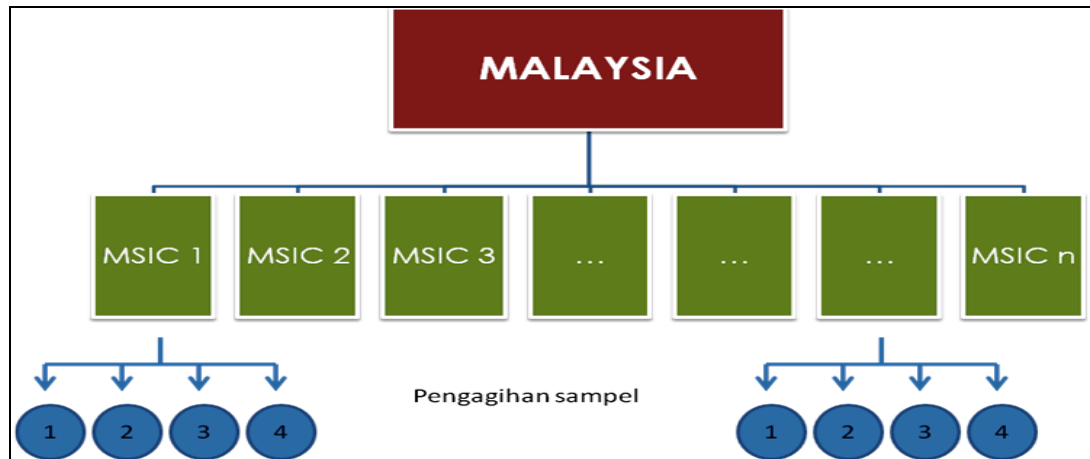 MALAYSIA
MSIC 1 MSIC 2 MSIC 3 ... ... ... MSIC n
Pengagihan sampel
1 2 3 4 1 2 3 4